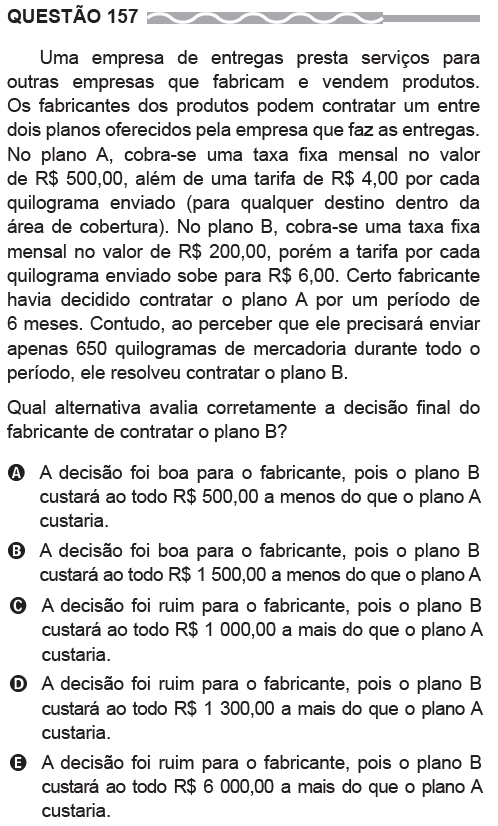 QUESTÃO 157
Uma empresa de entregas presta serviços para
outras empresas que fabricam e vendem produtos.
Os fabricantes dos produtos podem contratar um entre
dois planos oferecidos pela empresa que faz as entregas.
No plano A, cobra-se uma taxa fixa mensal no valor
de R$ 500,00, além de uma tarifa de R$ 4,00 por cada
quilograma enviado (para qualquer destino dentro da
área de cobertura). No plano B, cobra-se uma taxa fixa
mensal no valor de R$ 200,00, porém a tarifa por cada
quilograma enviado sobe para R$ 6,00. Certo fabricante
havia decidido contratar o plano A por um período de
6 meses. Contudo, ao perceber que ele precisará enviar
apenas 650 quilogramas de mercadoria durante todo o
período, ele resolveu contratar o plano B.
Qual alternativa avalia corretamente a decisão final do
fabricante de contratar o plano B?
A A decisão foi boa para o fabricante, pois o plano B
custará ao todo R$ 500,00 a menos do que o plano A
custaria.
B A decisão foi boa para o fabricante, pois o plano B
custará ao todo R$ 1 500,00 a menos do que o plano A
C A decisão foi ruim para o fabricante, pois o plano B
custará ao todo R$ 1 000,00 a mais do que o plano A
custaria.
D A decisão foi ruim para o fabricante, pois o plano B
custará ao todo R$ 1 300,00 a mais do que o plano A
custaria.
E A decisão foi ruim para o fabricante, pois o plano B
custará ao todo R$ 6 000,00 a mais do que o plano A
custaria.